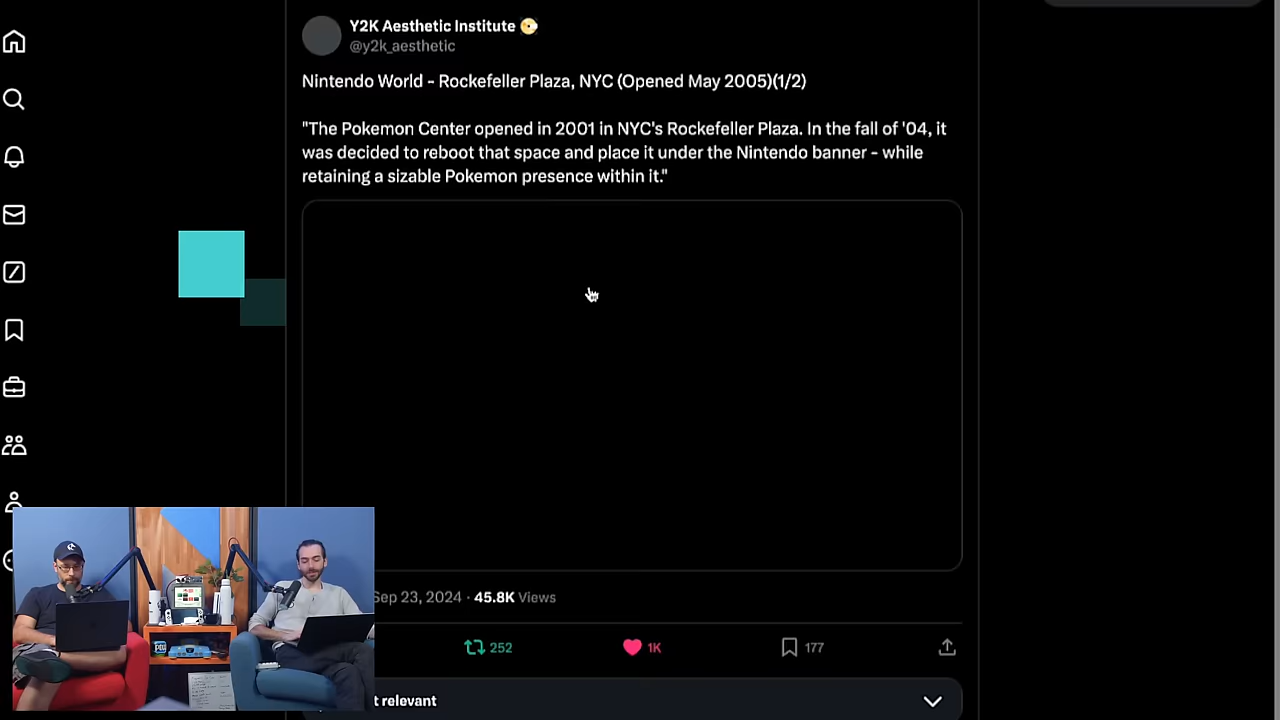 Y2K Aesthetic Institute
@y2k_aesthetic
Nintendo World - Rockefeller Plaza, NYC (Opened May 2005)(1/2)
"The Pokemon Center opened in 2001 in NYC's Rockefeller Plaza. In the fall of '04, it
was decided to reboot that space and place it under the Nintendo banner - while
retaining a sizable Pokemon presence within it."
Sep 23, 2024 · 45.8K Views
252 1K 177
t relevant